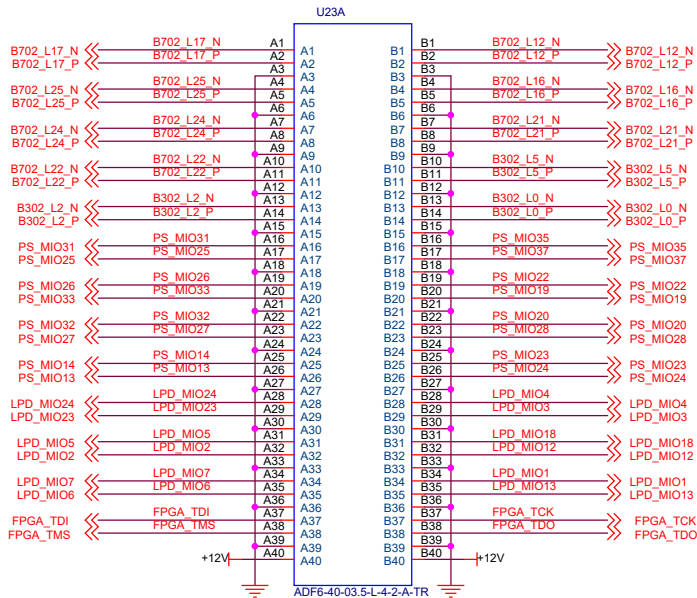 U23A
B702_L17_N B702_L17_N A1 A1 B1 B1 B702_L12_N B702_L12_N
B702_L17_P B702_L17_P A2 A2 B2 B2 B702_L12_P B702_L12_P
A3 A3 B3 B3
B702_L25_N B702_L25_N A4 A4 B4 B4 B702_L16_N B702_L16_N
B702_L25_P B702_L25_P A5 A5 B5 B5 B702_L16_P B702_L16_P
A6 A6 B6 B6
B702_L24_N B702_L24_N A7 A7 B7 B7 B702_L21_N B702_L21_N
B702_L24_P B702_L24_P A8 A8 B8 B8 B702_L21_P B702_L21_P
A9 A9 B9 B9
B702_L22_N B702_L22_N A10 A10 B10 B10 B302_L5_N B302_L5_N
B702_L22_P B702_L22_P A11 A11 B11 B11 B302_L5_P B302_L5_P
A12 A12 B12 B12
B302_L2_N B302_L2_N A13 A13 B13 B13 B302_L0_N B302_L0_N
B302_L2_P B302_L2_P A14 A14 B14 B14 B302_L0_P B302_L0_P
A15 A15 B15 B15
PS_MIO31 PS_MIO31 A16 A16 B16 B16 PS_MIO35 PS_MIO35
PS_MIO25 PS_MIO25 A17 A17 B17 B17 PS_MIO37 PS_MIO37
A18 A18 B18 B18
PS_MIO26 PS_MIO26 A19 A19 B19 B19 PS_MIO22 PS_MIO22
PS_MIO33 PS_MIO33 A20 A20 B20 B20 PS_MIO19 PS_MIO19
A21 A21 B21 B21
PS_MIO32 PS_MIO32 A22 A22 B22 B22 PS_MIO20 PS_MIO20
PS_MIO27 PS_MIO27 A23 A23 B23 B23 PS_MIO28 PS_MIO28
A24 A24 B24 B24
PS_MIO14 PS_MIO14 A25 A25 B25 B25 PS_MIO23 PS_MIO23
PS_MIO13 PS_MIO13 A26 A26 B26 B26 PS_MIO24 PS_MIO24
A27 A27 B27 B27
LPD_MIO24 LPD_MIO24 A28 A28 B28 B28 LPD_MIO4 LPD_MIO4
LPD_MIO23 LPD_MIO23 A29 A29 B29 B29 LPD_MIO3 LPD_MIO3
A30 A30 B30 B30
LPD_MIO5 LPD_MIO5 A31 A31 B31 B31 LPD_MIO18 LPD_MIO18
LPD_MIO2 LPD_MIO2 A32 A32 B32 B32 LPD_MIO12 LPD_MIO12
A33 A33 B33 B33
LPD_MIO7 LPD_MIO7 A34 A34 B34 B34 LPD_MIO1 LPD_MIO1
LPD_MIO6 LPD_MIO6 A35 A35 B35 B35 LPD_MIO13 LPD_MIO13
A36 A36 B36 B36
FPGA_TDI FPGA_TDI A37 A37 B37 B37 FPGA_TCK FPGA_TCK
FPGA_TMS FPGA_TMS A38 A38 B38 B38 FPGA_TDO FPGA_TDO
A39 A39 B39 B39
+12V A40 A40 B40 B40 +12V
ADF6-40-03.5-L-4-2-A-TR